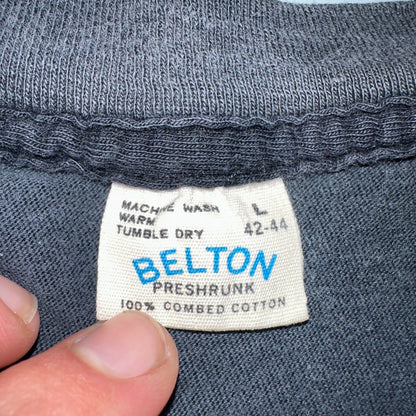 MACHINE WASH
WARM
TUMBLE DRY
L
42-44
BELTON
PRESHRUNK
100% COMBED COTTON